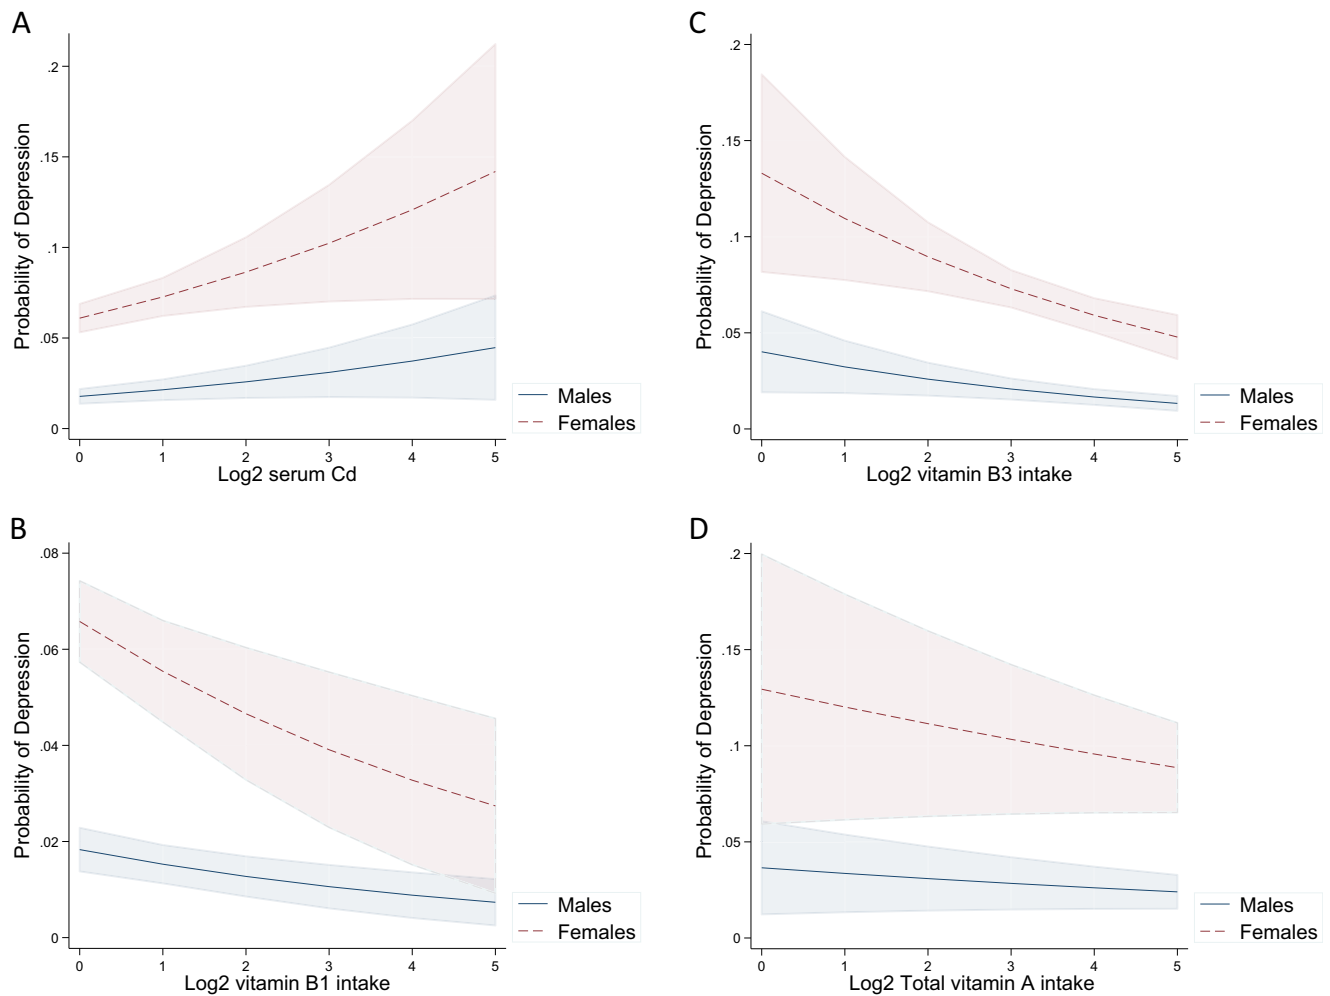 A
Probability of Depression
.2
.15
.1
.05
0
0 1 2 3 4 5
Log2 serum Cd
Males
Females
C
Probability of Depression
.2
.15
.1
.05
0
0 1 2 3 4 5
Log2 vitamin B3 intake
Males
Females
B
Probability of Depression
.08
.06
.04
.02
0
0 1 2 3 4 5
Log2 vitamin B1 intake
Males
Females
D
Probability of Depression
.2
.15
.1
.05
0
0 1 2 3 4 5
Log2 Total vitamin A intake
Males
Females